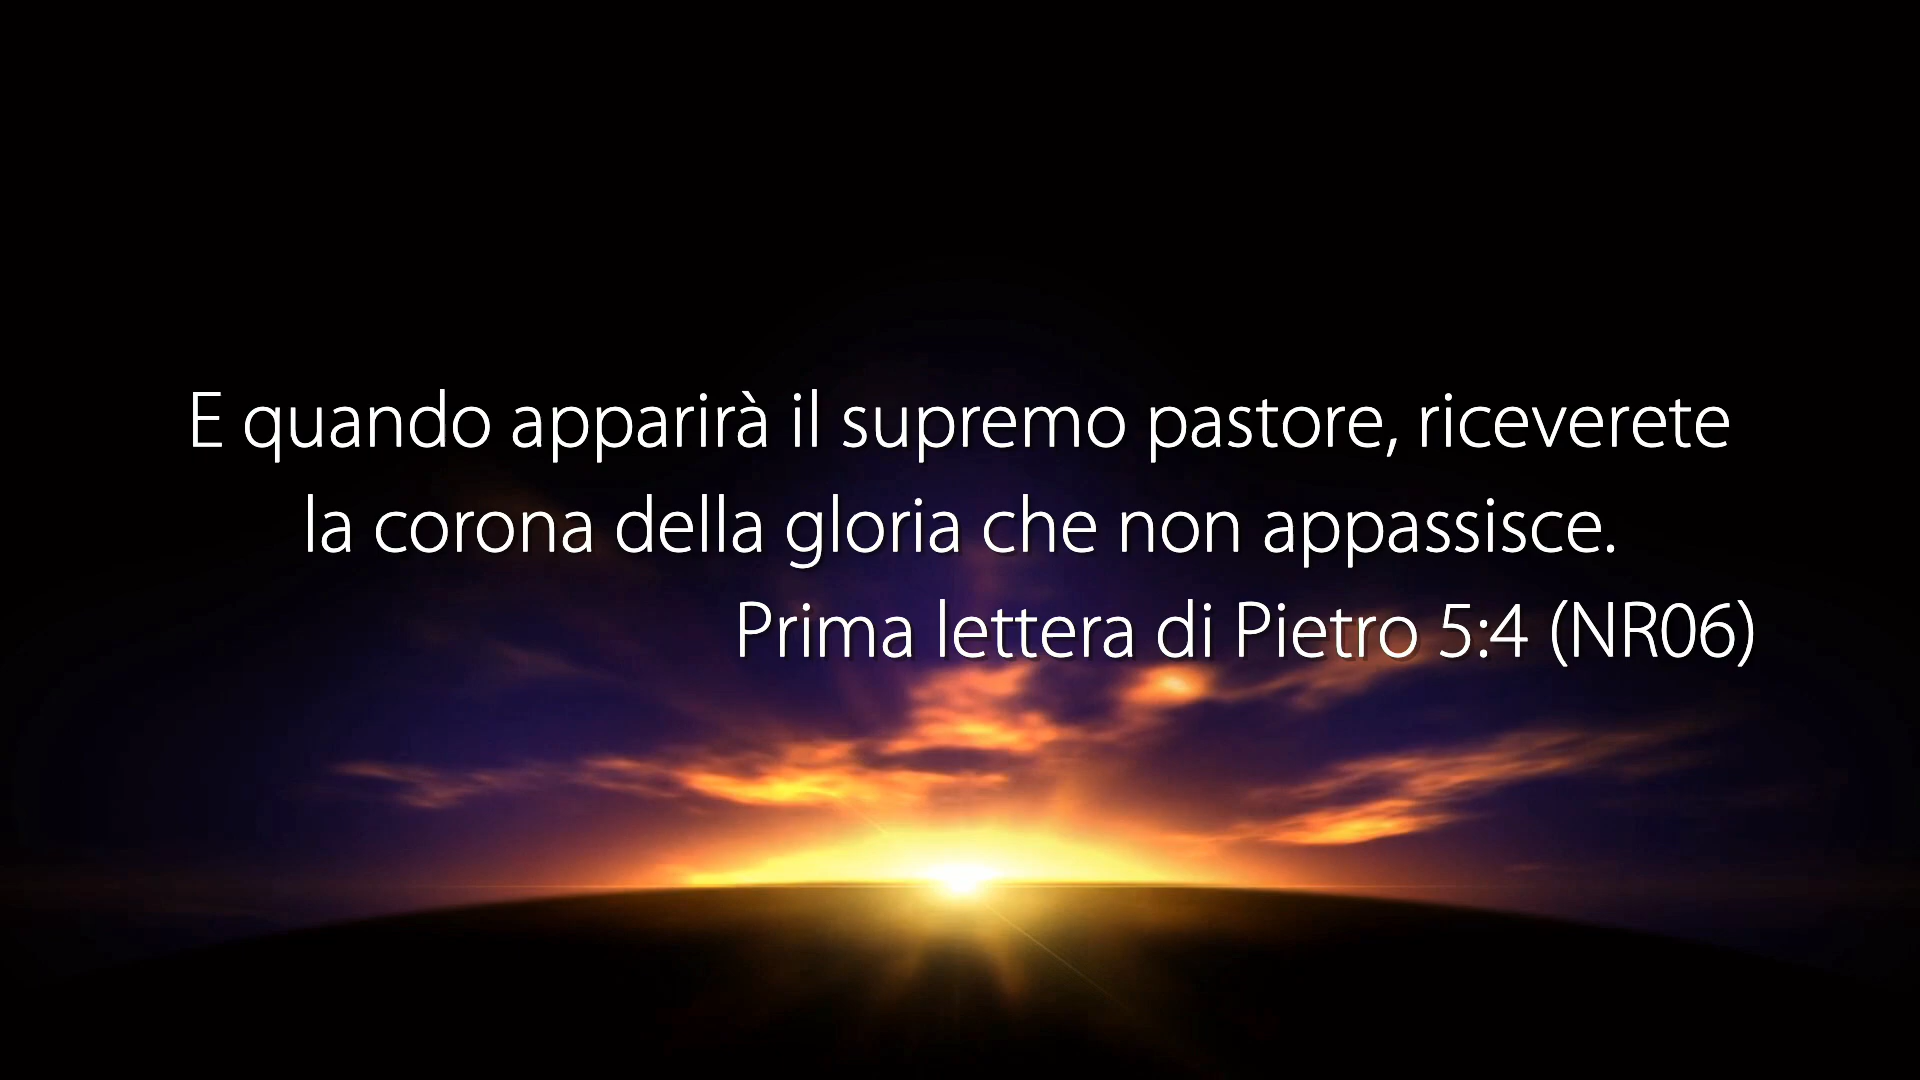 E quando apparirà il supremo pastore, riceverete
la corona della gloria che non appassisce.
Prima lettera di Pietro 5:4 (NR06)